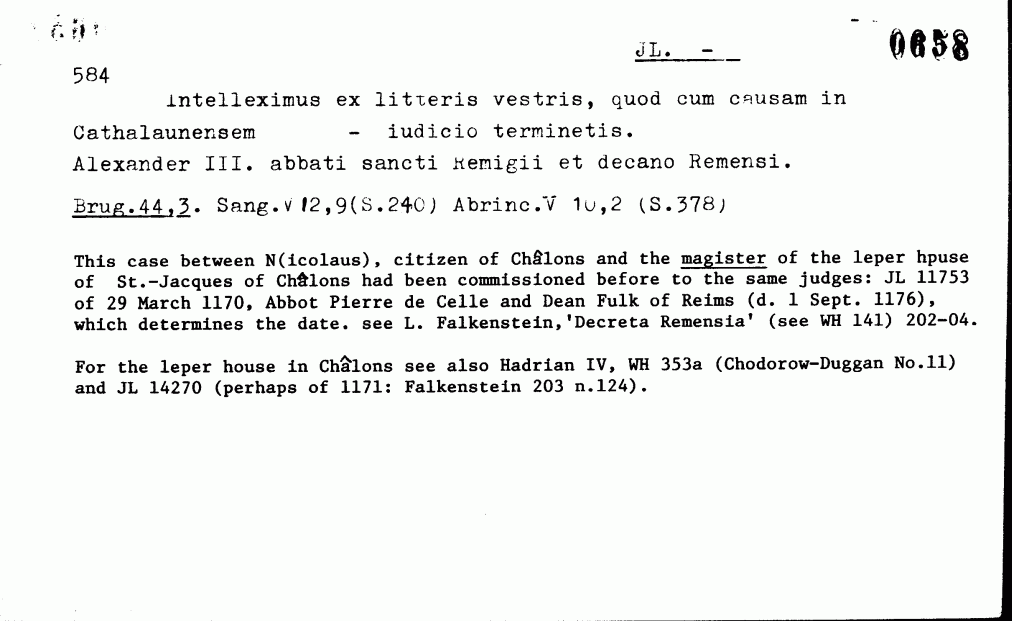 JL. -
0658
584
Intelleximus ex litteris vestris, quod cum causam in
Cathalaunensem - iudicio terminetis.
Alexander III. abbati sancti Remigii et decano Remensi.
Brug.44,3. Sang.V 12,9(S.240) Abrinc.V 10,2 (S.378)
This case between N(icolaus), citizen of Châlons and the magister of the leper hpuse
of St.-Jacques of Châlons had been commissioned before to the same judges: JL 11753
of 29 March 1170, Abbot Pierre de Celle and Dean Fulk of Reims (d. 1 Sept. 1176),
which determines the date. see L. Falkenstein,'Decreta Remensia' (see WH 141) 202-04.
For the leper house in Châlons see also Hadrian IV, WH 353a (Chodorow-Duggan No.11)
and JL 14270 (perhaps of 1171: Falkenstein 203 n.124).